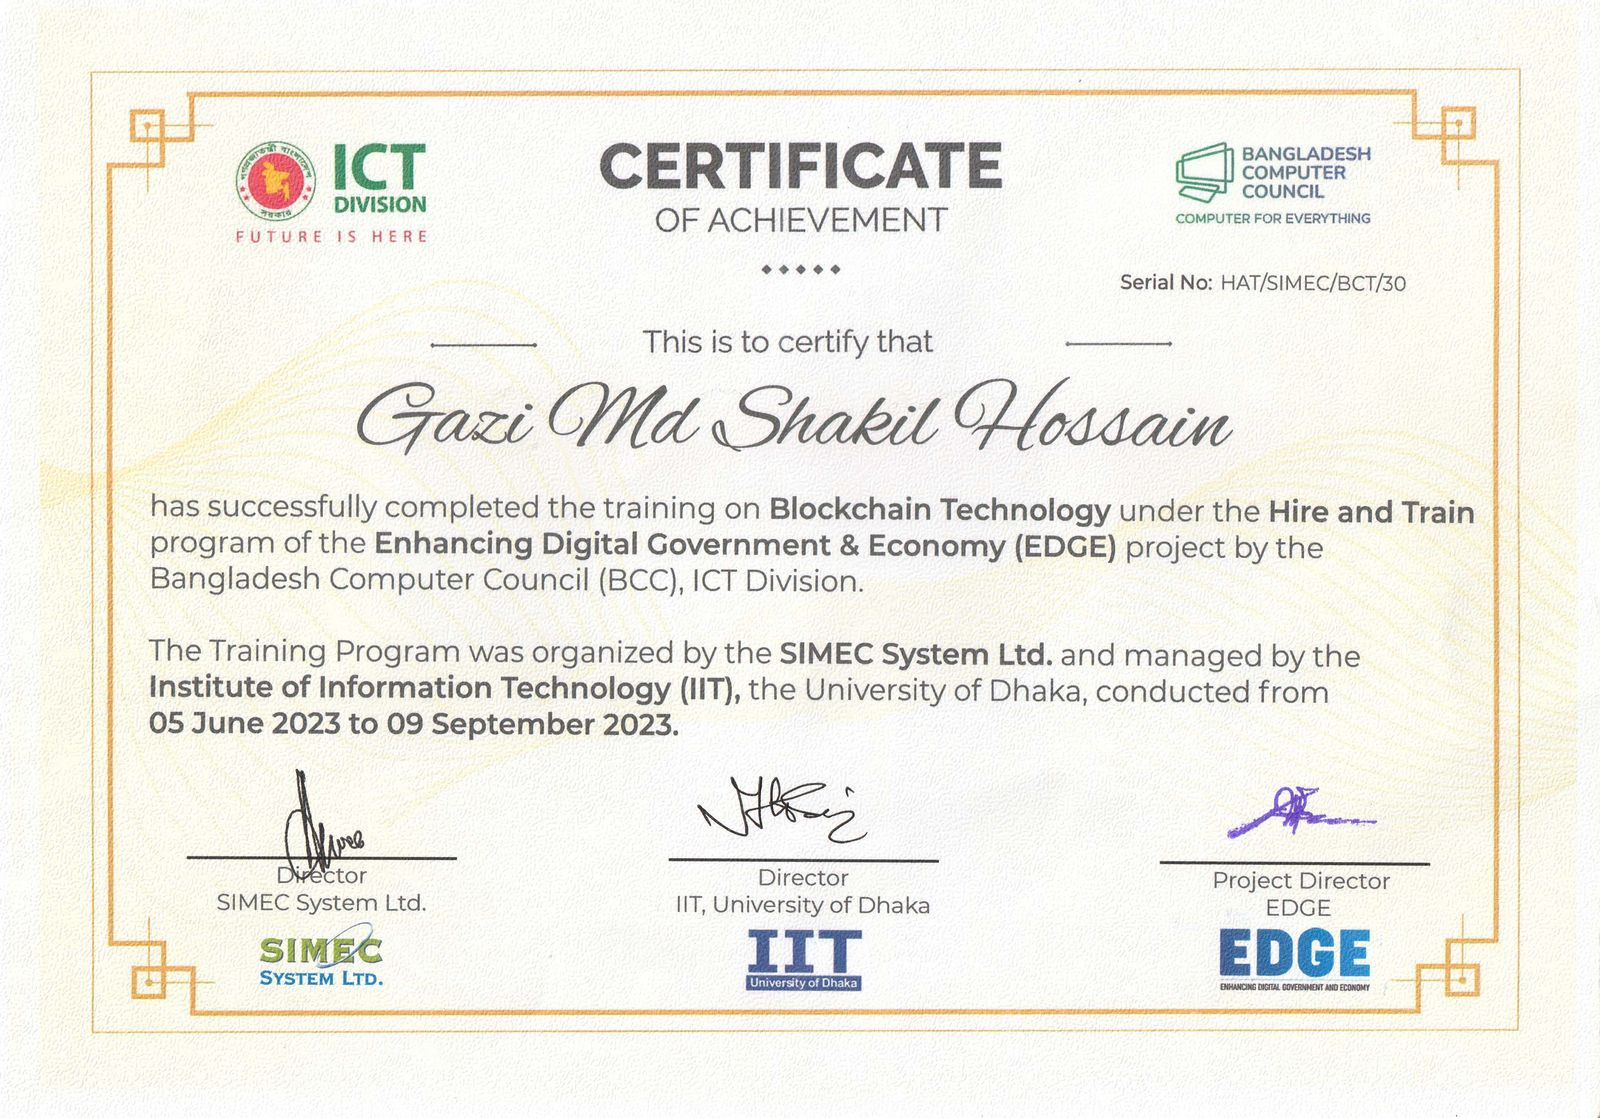 গণপ্রজাতন্ত্রী বাংলাদেশ
সরকার
ICT
DIVISION
FUTURE IS HERE
CERTIFICATE
OF ACHIEVEMENT
BANGLADESH
COMPUTER
COUNCIL
COMPUTER FOR EVERYTHING
Serial No: HAT/SIMEC/BCT/30
This is to certify that
Gazi Md Shakil Hossain
has successfully completed the training on Blockchain Technology under the Hire and Train
program of the Enhancing Digital Government & Economy (EDGE) project by the
Bangladesh Computer Council (BCC), ICT Division.
The Training Program was organized by the SIMEC System Ltd. and managed by the
Institute of Information Technology (IIT), the University of Dhaka, conducted from
05 June 2023 to 09 September 2023.
Director
SIMEC System Ltd.
SIMEC
SYSTEM LTD.
Director
IIT, University of Dhaka
IIT
University of Dhaka
Project Director
EDGE
EDGE
ENHANCING DIGITAL GOVERNMENT AND ECONOMY